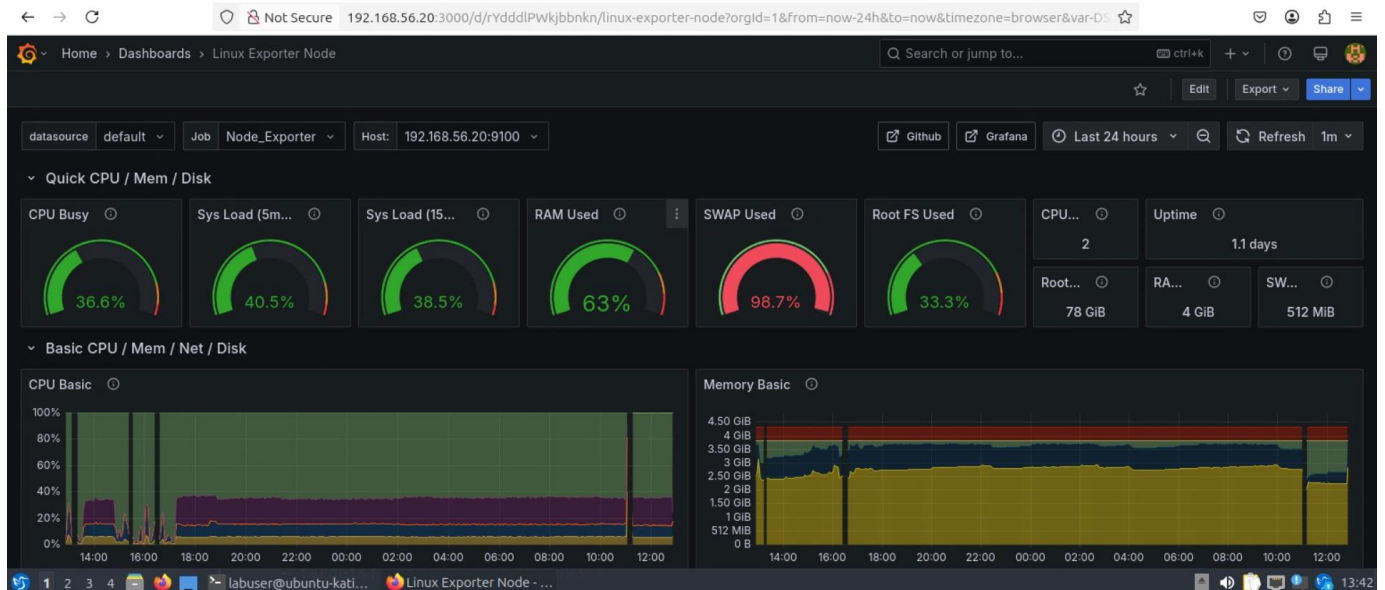 Not Secure 192.168.56.20:3000/d/rYdddlPWkjbbnkn/linux-exporter-node?orgId=1&from=now-24h&to=now&timezone=browser&var-DS
Home › Dashboards › Linux Exporter Node Search or jump to... ctrl+k
Edit Export Share
datasource default Job Node_Exporter Host: 192.168.56.20:9100 Github Grafana Last 24 hours Refresh 1m
Quick CPU / Mem / Disk
CPU Busy Sys Load (5m... Sys Load (15... RAM Used SWAP Used Root FS Used CPU... Uptime
2 1.1 days
36.6% 40.5% 38.5% 63% 98.7% 33.3%
Root... RA... SW...
78 GiB 4 GiB 512 MiB
Basic CPU / Mem / Net / Disk
CPU Basic
100%
80%
60%
40%
20%
0%
14:00 16:00 18:00 20:00 22:00 00:00 02:00 04:00 06:00 08:00 10:00 12:00
Memory Basic
4.50 GiB
4 GiB
3.50 GiB
3 GiB
2.50 GiB
2 GiB
1.50 GiB
1 GiB
512 MiB
0 B
14:00 16:00 18:00 20:00 22:00 00:00 02:00 04:00 06:00 08:00 10:00 12:00
1 2 3 4 labuser@ubuntu-kati... Linux Exporter Node - ... 13:42